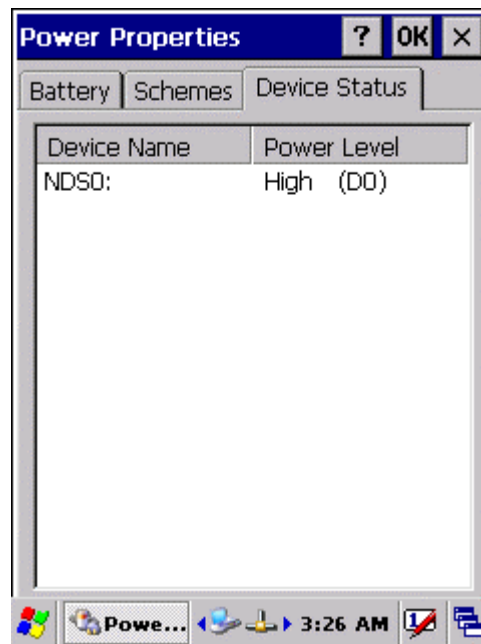 Power Properties ? OK ×
Battery Schemes Device Status
Device Name Power Level
NDS0: High (D0)
Powe... 3:26 AM